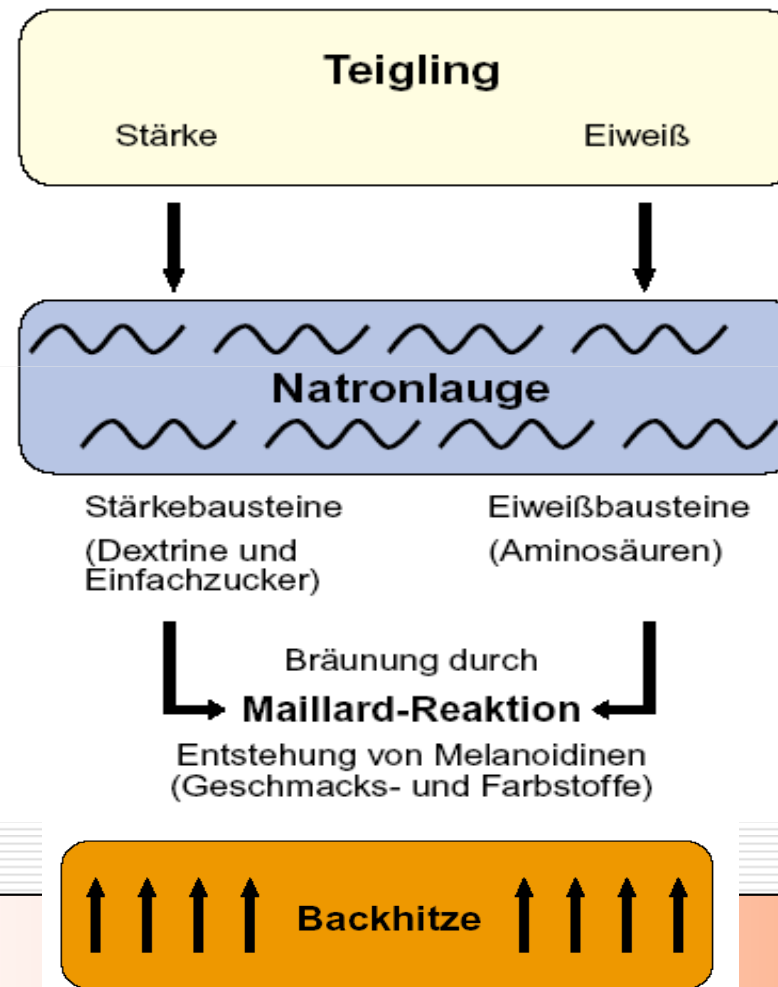 Teigling
Stärke Eiweiß
Natronlauge
Stärkebausteine Eiweißbausteine
(Dextrine und (Aminosäuren)
Einfachzucker)
Bräunung durch
Maillard-Reaktion
Entstehung von Melanoidinen
(Geschmacks- und Farbstoffe)
Backhitze